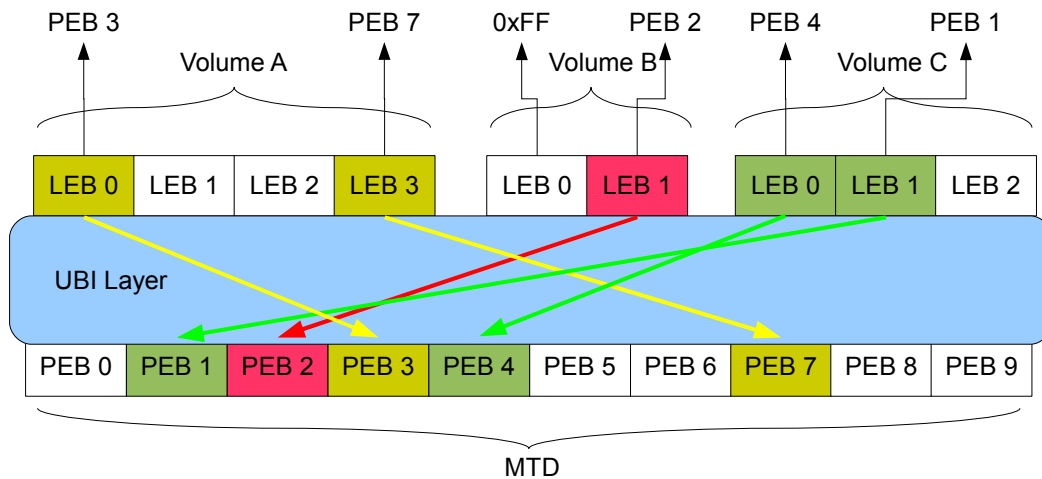 PEB 3 PEB 7 0xFF PEB 2 PEB 4 PEB 1
Volume A Volume B Volume C
LEB 0 LEB 1 LEB 2 LEB 3 LEB 0 LEB 1 LEB 0 LEB 1 LEB 2
UBI Layer
PEB 0 PEB 1 PEB 2 PEB 3 PEB 4 PEB 5 PEB 6 PEB 7 PEB 8 PEB 9
MTD